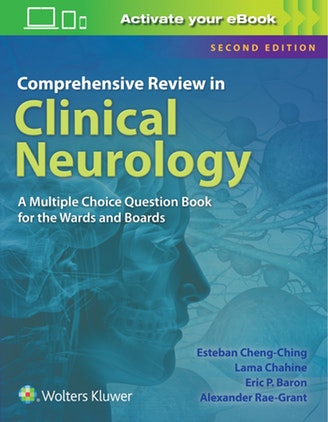 Activate your eBook
SECOND EDITION
Comprehensive Review in
Clinical
Neurology
A Multiple Choice Question Book
for the Wards and Boards
Esteban Cheng-Ching
Lama Chahine
Eric P. Baron
Alexander Rae-Grant
Wolters Kluwer